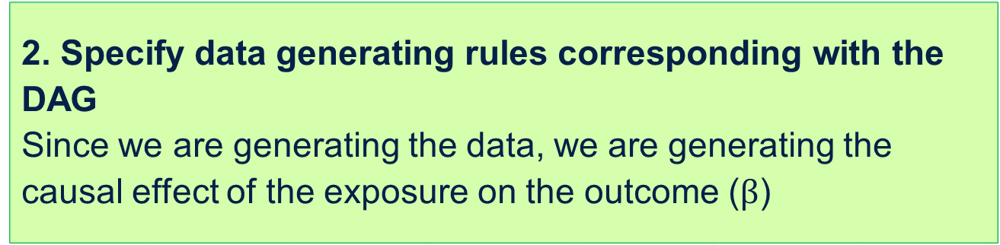 2. Specify data generating rules corresponding with the
DAG
Since we are generating the data, we are generating the
causal effect of the exposure on the outcome (β)